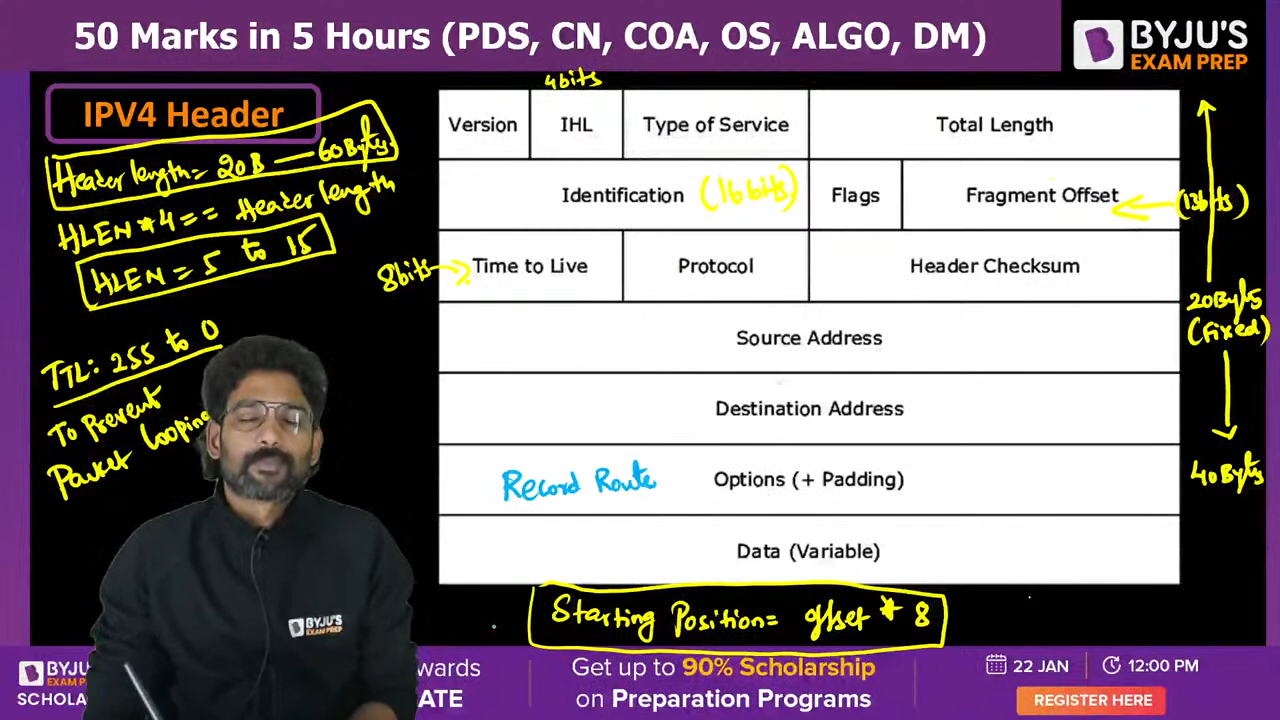 50 Marks in 5 Hours (PDS, CN, COA, OS, ALGO, DM)
BYJU'S
EXAM PREP
IPV4 Header
Header length = 20B — 60Bytes
HLEN * 4 == Header length
HLEN = 5 to 15
TTL: 255 to 0
To Prevent
Packet looping
4bits
Version
IHL
Type of Service
Total Length
Identification (16bits)
Flags
Fragment Offset
(13bits)
8bits
Time to Live
Protocol
Header Checksum
20Bytes
(Fixed)
Source Address
Destination Address
Record Route
Options (+ Padding)
40Bytes
Data (Variable)
Starting Position = offset * 8
BYJU'S
EXAM PREP
BYJU'S
EXAM PREP
Get up to 90% Scholarship
on Preparation Programs
22 JAN
12:00 PM
REGISTER HERE